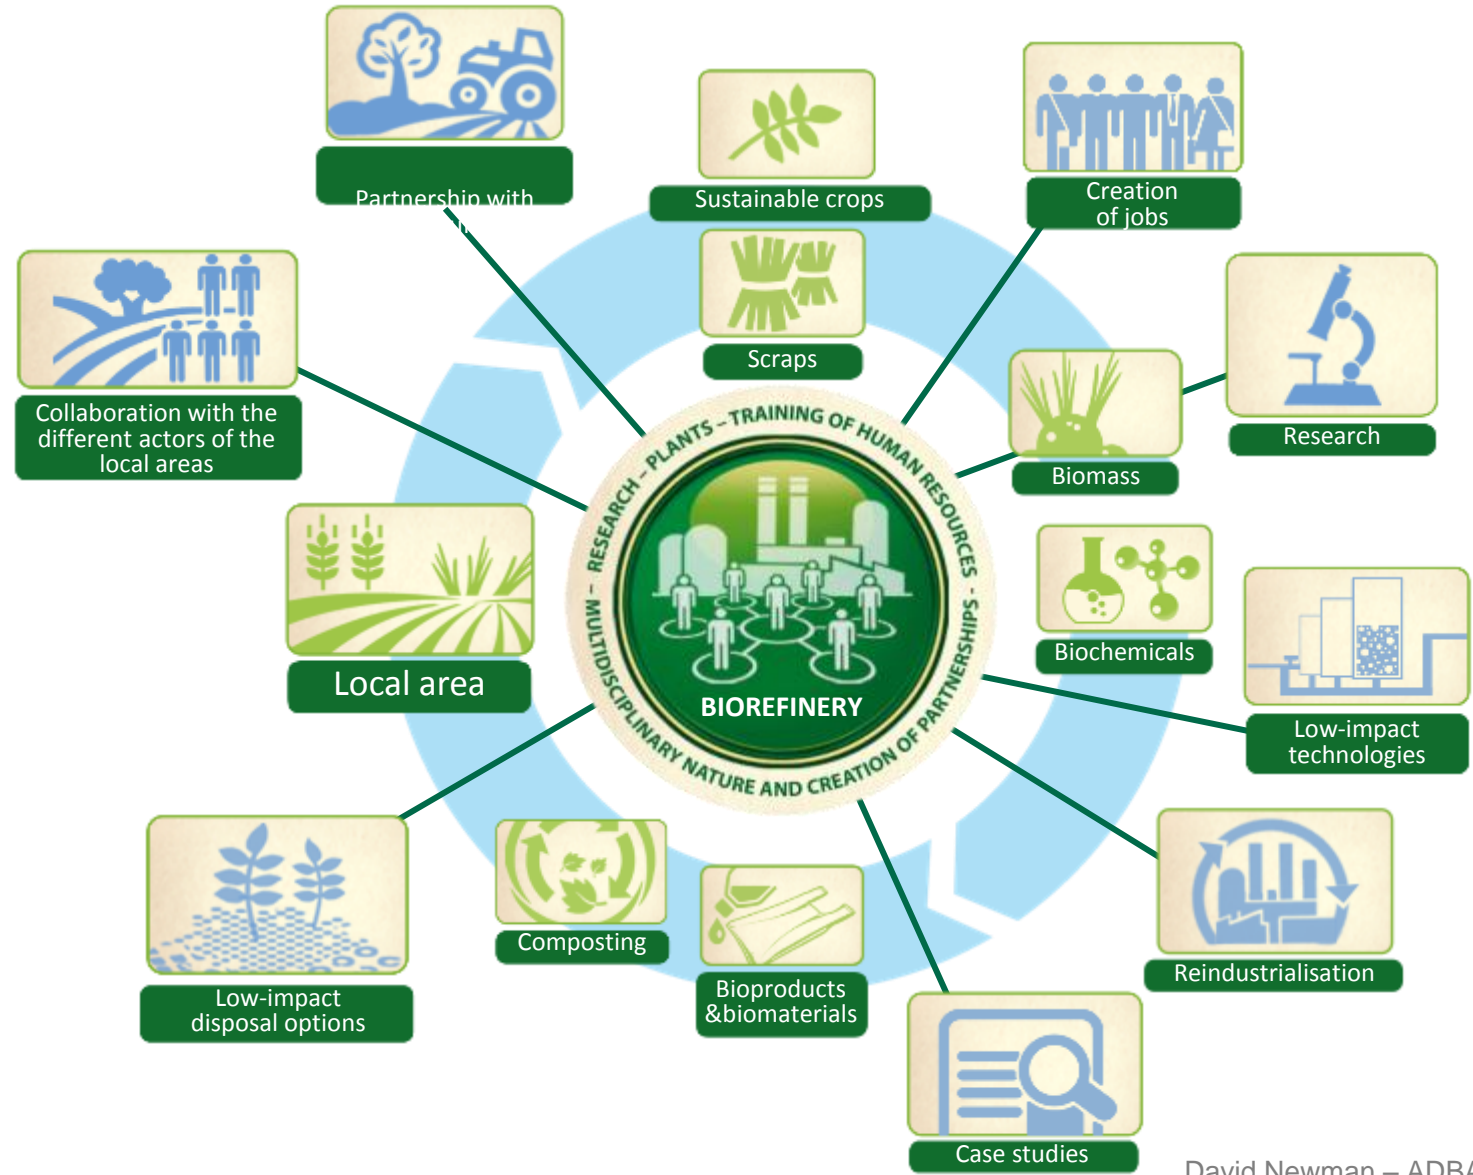 Partnership with
Sustainable crops
Creation
of jobs
Scraps
Collaboration with the
different actors of the
local areas
Research
Biomass
RESEARCH – PLANTS – TRAINING OF HUMAN RESOURCES - MULTIDISCIPLINARY NATURE AND CREATION OF PARTNERSHIPS -
BIOREFINERY
Biochemicals
Local area
Low-impact
technologies
Composting
Reindustrialisation
Bioproducts
&biomaterials
Low-impact
disposal options
Case studies
David Newman – ADBA